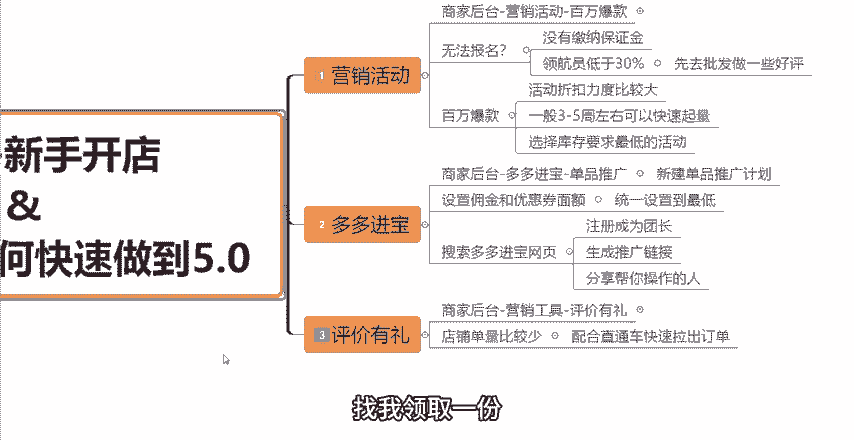 新手开店
&
何快速做到5.0
1 营销活动
商家后台-营销活动-百万爆款
无法报名?
没有缴纳保证金
领航员低于30%
先去批发做一些好评
百万爆款
活动折扣力度比较大
一般3-5周左右可以快速起量
选择库存要求最低的活动
2 多多进宝
商家后台-多多进宝-单品推广
新建单品推广计划
设置佣金和优惠券面额
统一设置到最低
搜索多多进宝网页
注册成为团长
生成推广链接
分享帮你操作的人
3 评价有礼
商家后台-营销工具-评价有礼
店铺单量比较少
配合直通车快速拉出订单
找我领取一份